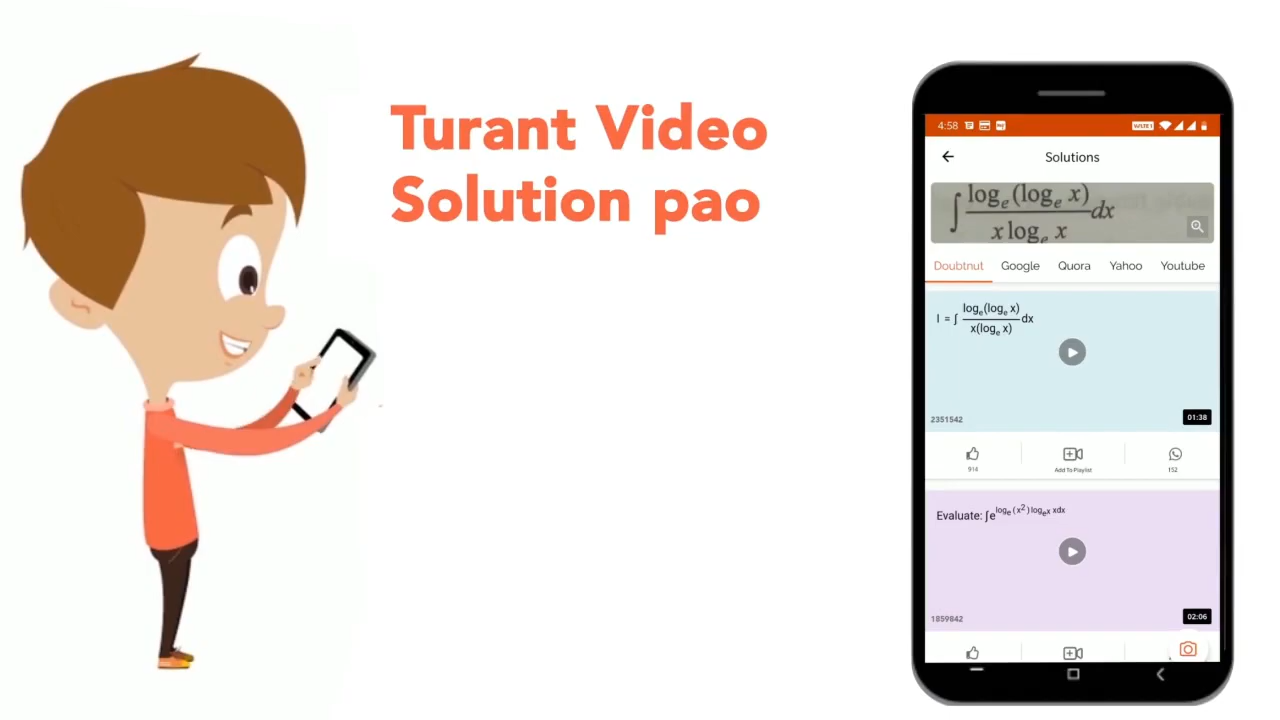 Turant Video
Solution pao
4:58
VoLTE1
Solutions
∫ logₑ(logₑ x) / x logₑ x dx
Doubtnut Google Quora Yahoo Youtube
I = ∫ logₑ(logₑ x) / x(logₑ x) dx
2351542 01:38
914 Add To Playlist 152
Evaluate: ∫e^logₑ(x²)logₑx xdx
1859842 02:06